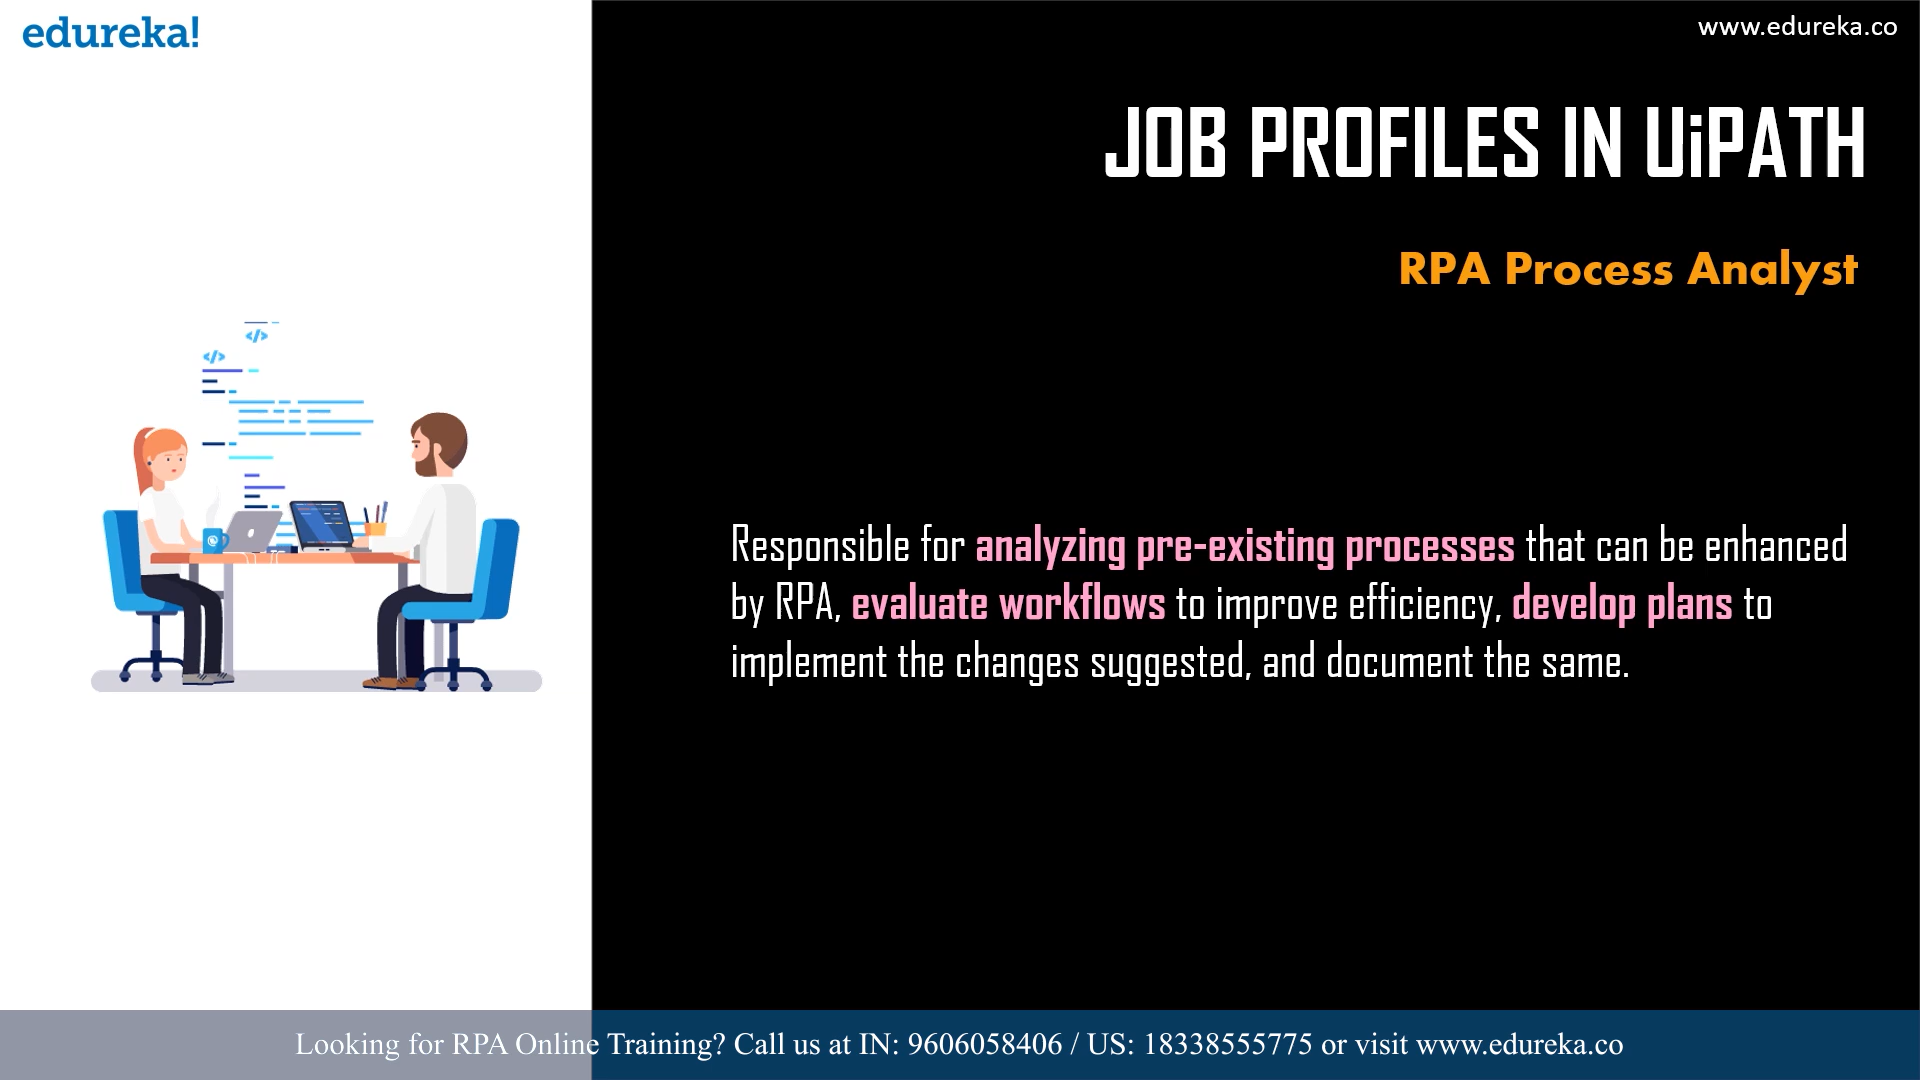 edureka!
www.edureka.co
JOB PROFILES IN UiPATH
RPA Process Analyst
</>
</>
Responsible for analyzing pre-existing processes that can be enhanced
by RPA, evaluate workflows to improve efficiency, develop plans to
implement the changes suggested, and document the same.
Looking for RPA Online Training? Call us at IN: 9606058406 / US: 18338555775 or visit www.edureka.co